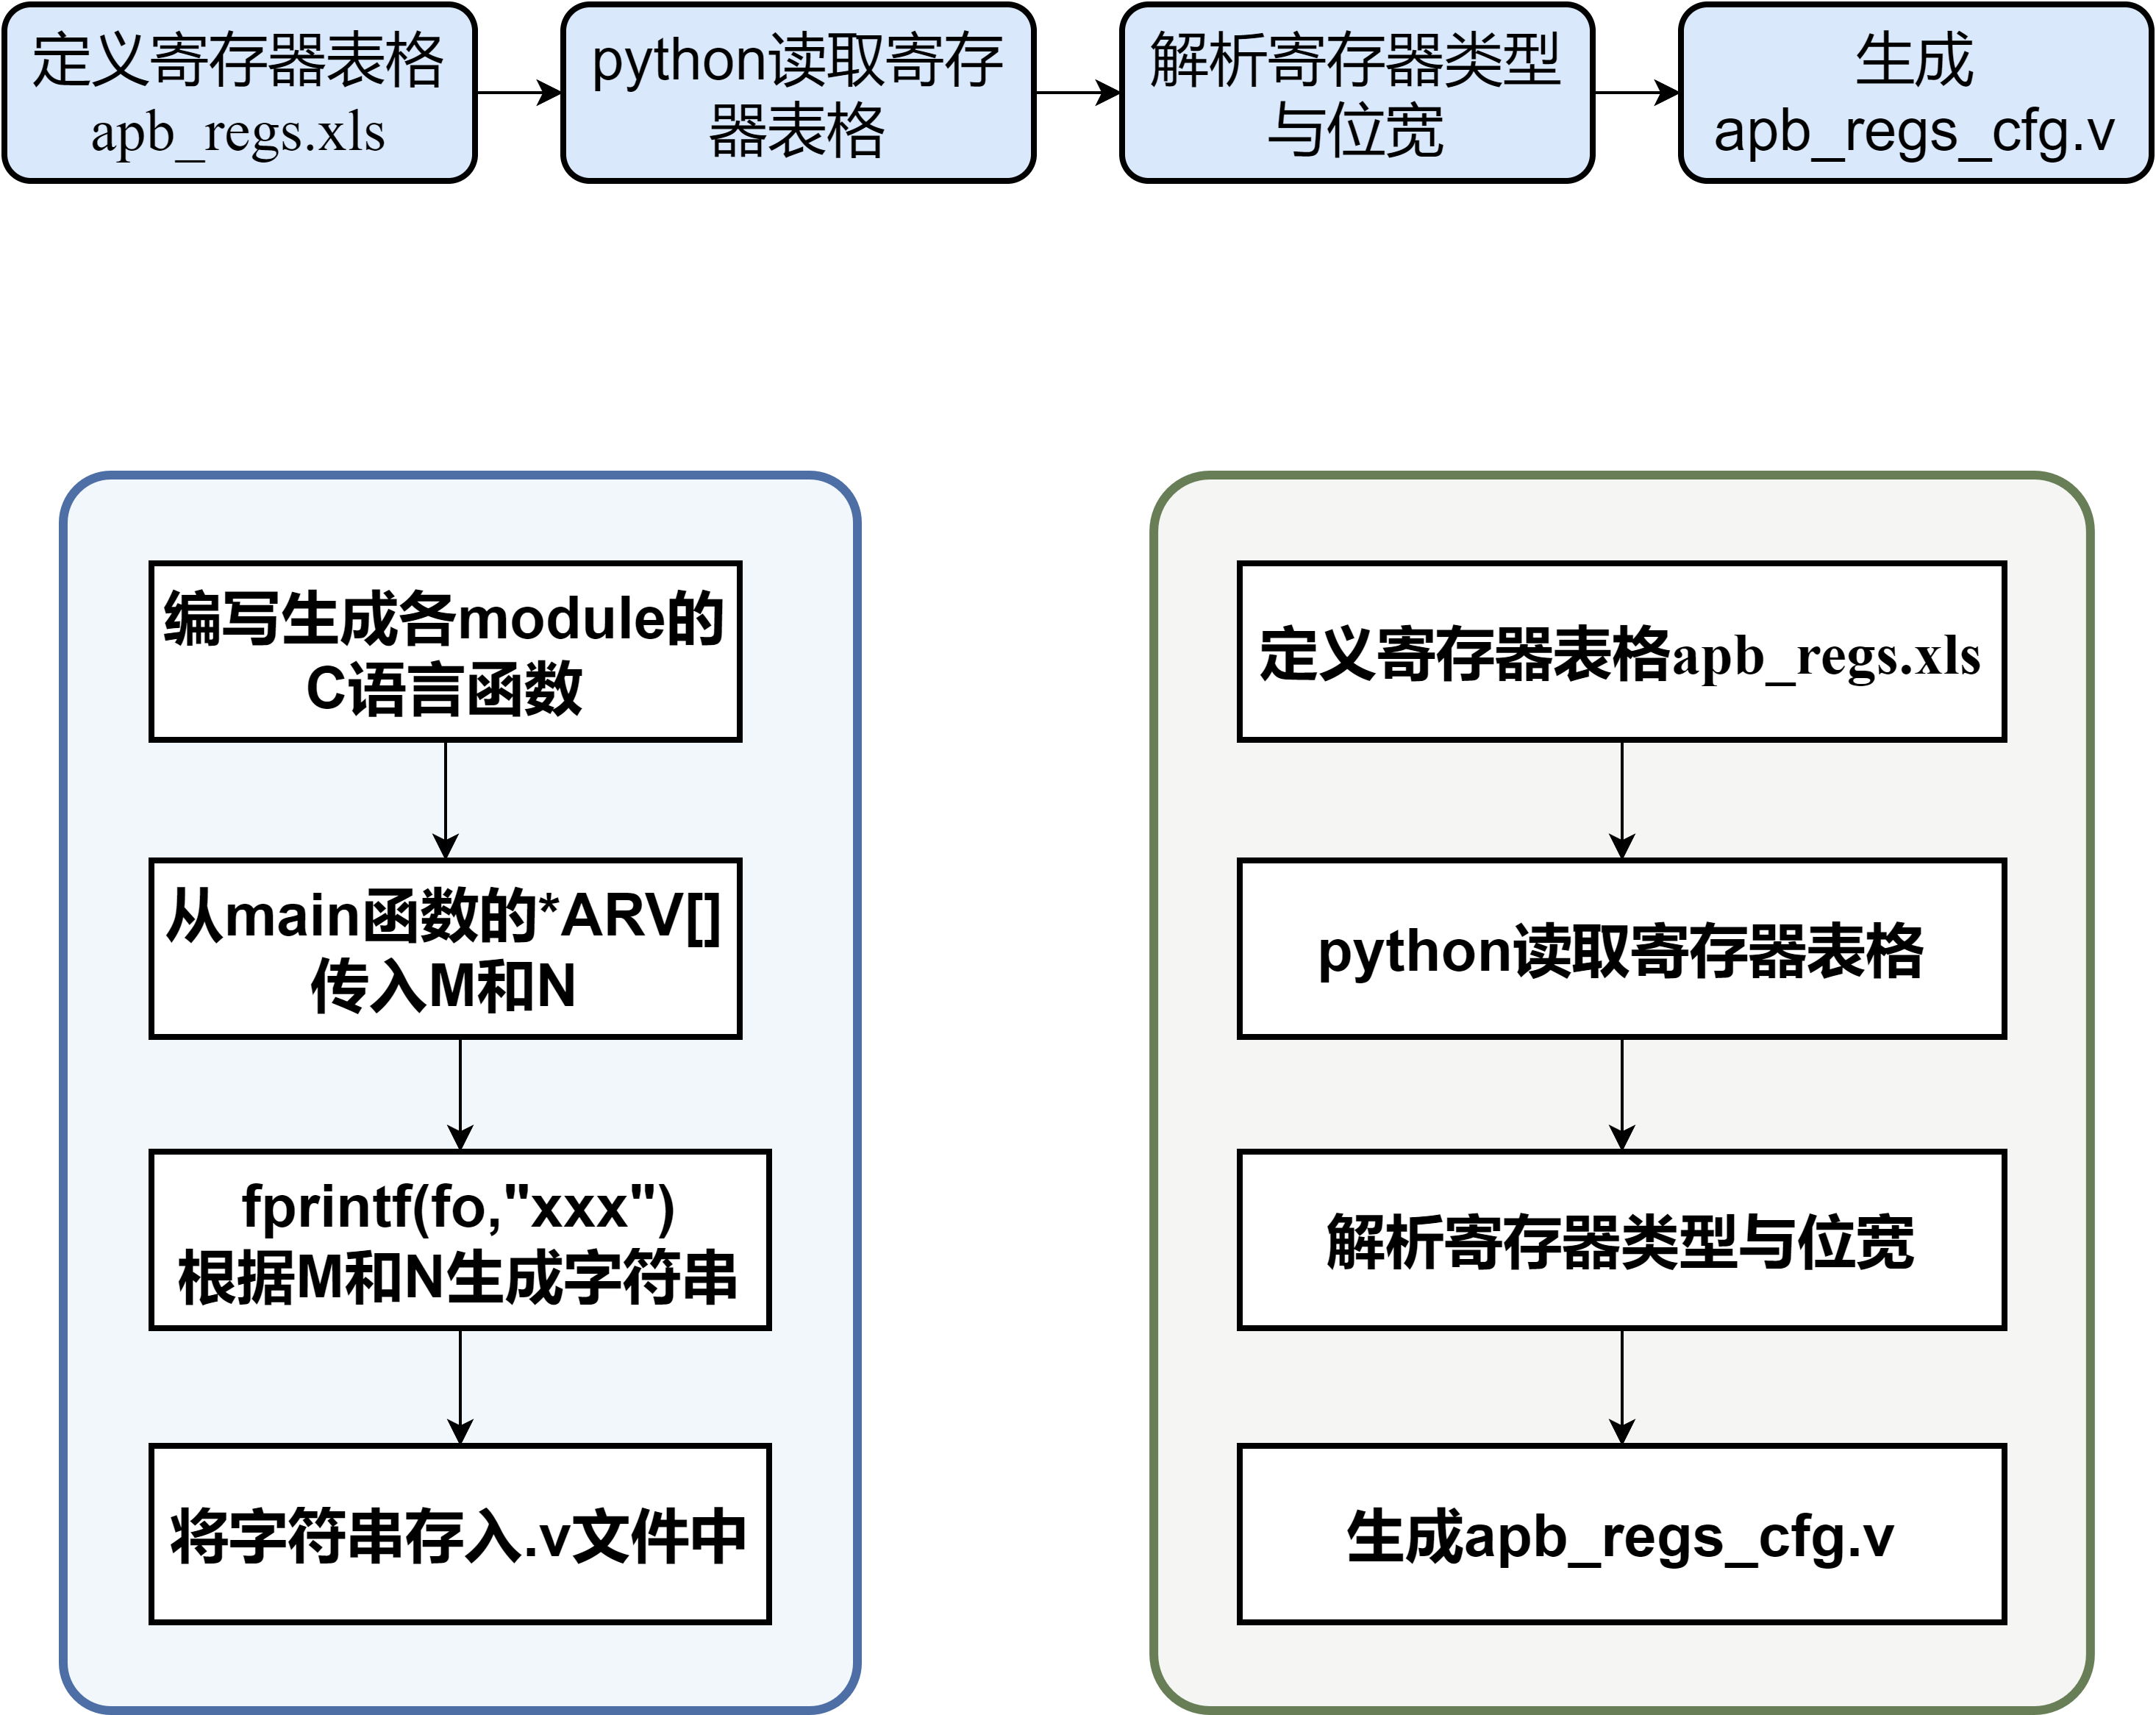 定义寄存器表格
apb_regs.xls
python读取寄存
器表格
解析寄存器类型
与位宽
生成
apb_regs_cfg.v
编写生成各module的
C语言函数
从main函数的*ARV[]
传入M和N
fprintf(fo,"xxx")
根据M和N生成字符串
将字符串存入.v文件中
定义寄存器表格apb_regs.xls
python读取寄存器表格
解析寄存器类型与位宽
生成apb_regs_cfg.v